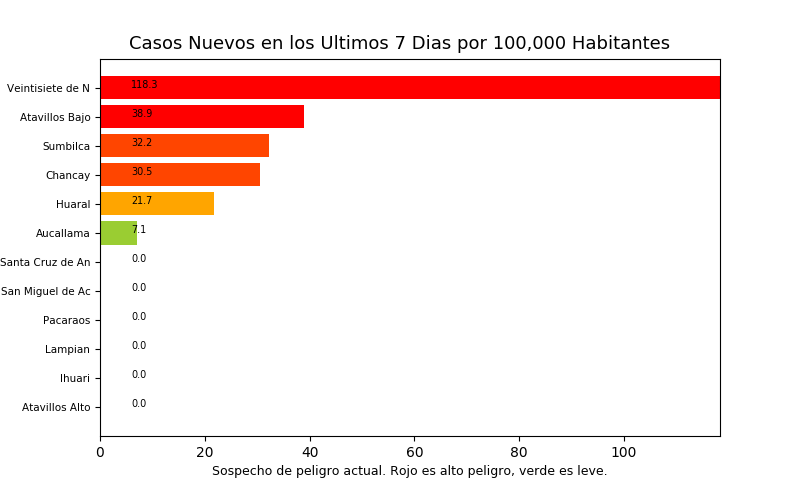 Casos Nuevos en los Ultimos 7 Dias por 100,000 Habitantes
Veintisiete de N 118.3
Atavillos Bajo 38.9
Sumbilca 32.2
Chancay 30.5
Huaral 21.7
Aucallama 7.1
Santa Cruz de An 0.0
San Miguel de Ac 0.0
Pacaraos 0.0
Lampian 0.0
Ihuari 0.0
Atavillos Alto 0.0
0 20 40 60 80 100
Sospecho de peligro actual. Rojo es alto peligro, verde es leve.